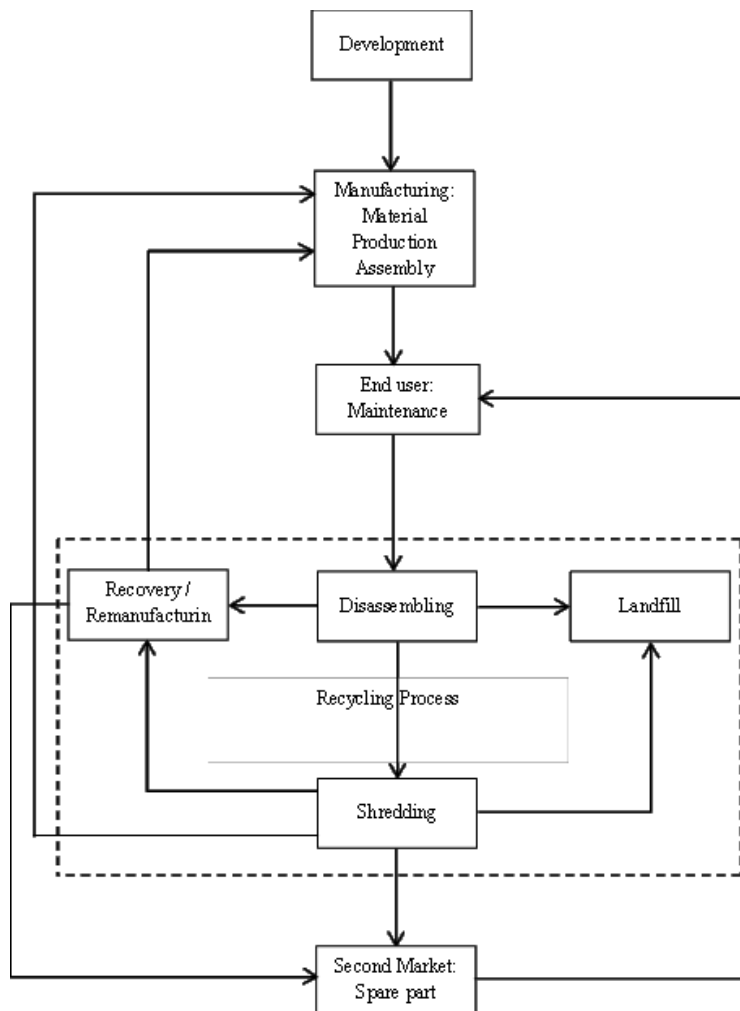 Development
Manufacturing:
Material
Production
Assembly
End user:
Maintenance
Recovery /
Remanufacturin
Disassembling
Landfill
Recycling Process
Shredding
Second Market:
Spare part